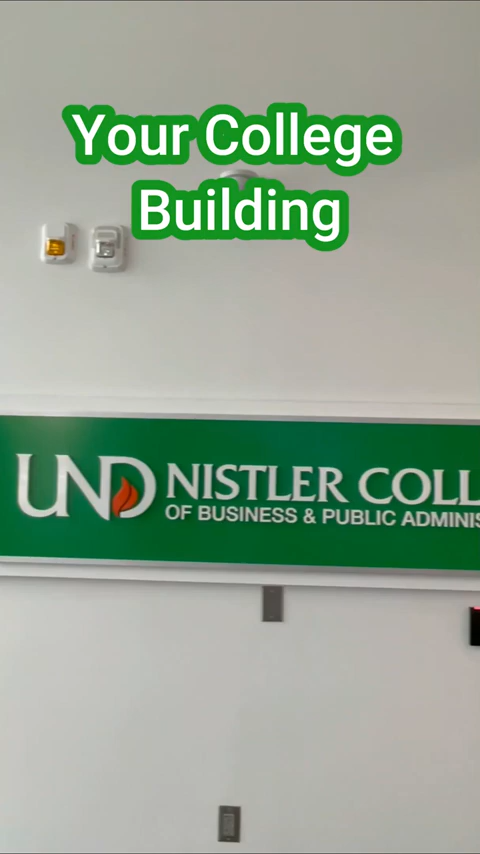 Your College
Building
UND NISTLER COLL
OF BUSINESS & PUBLIC ADMINIS